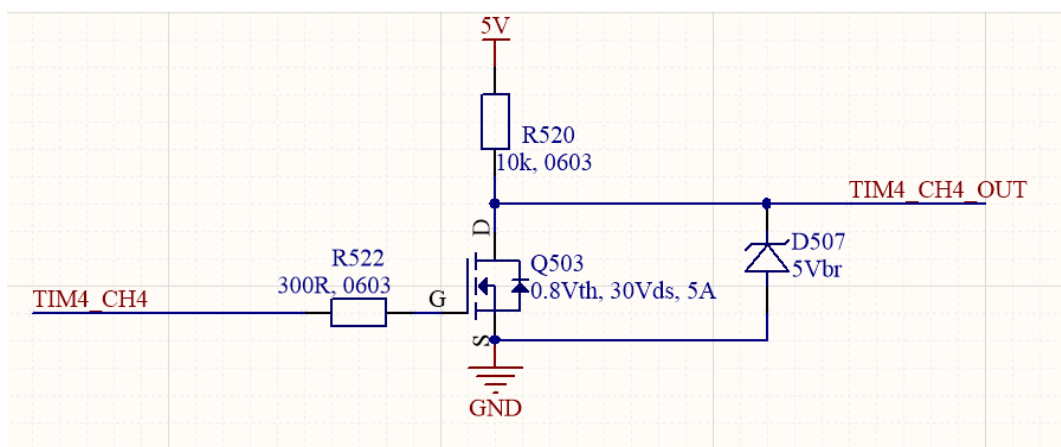 5V
R520
10k, 0603
TIM4_CH4_OUT
D
D507
5Vbr
R522
300R, 0603
Q503
0.8Vth, 30Vds, 5A
TIM4_CH4
G
S
GND